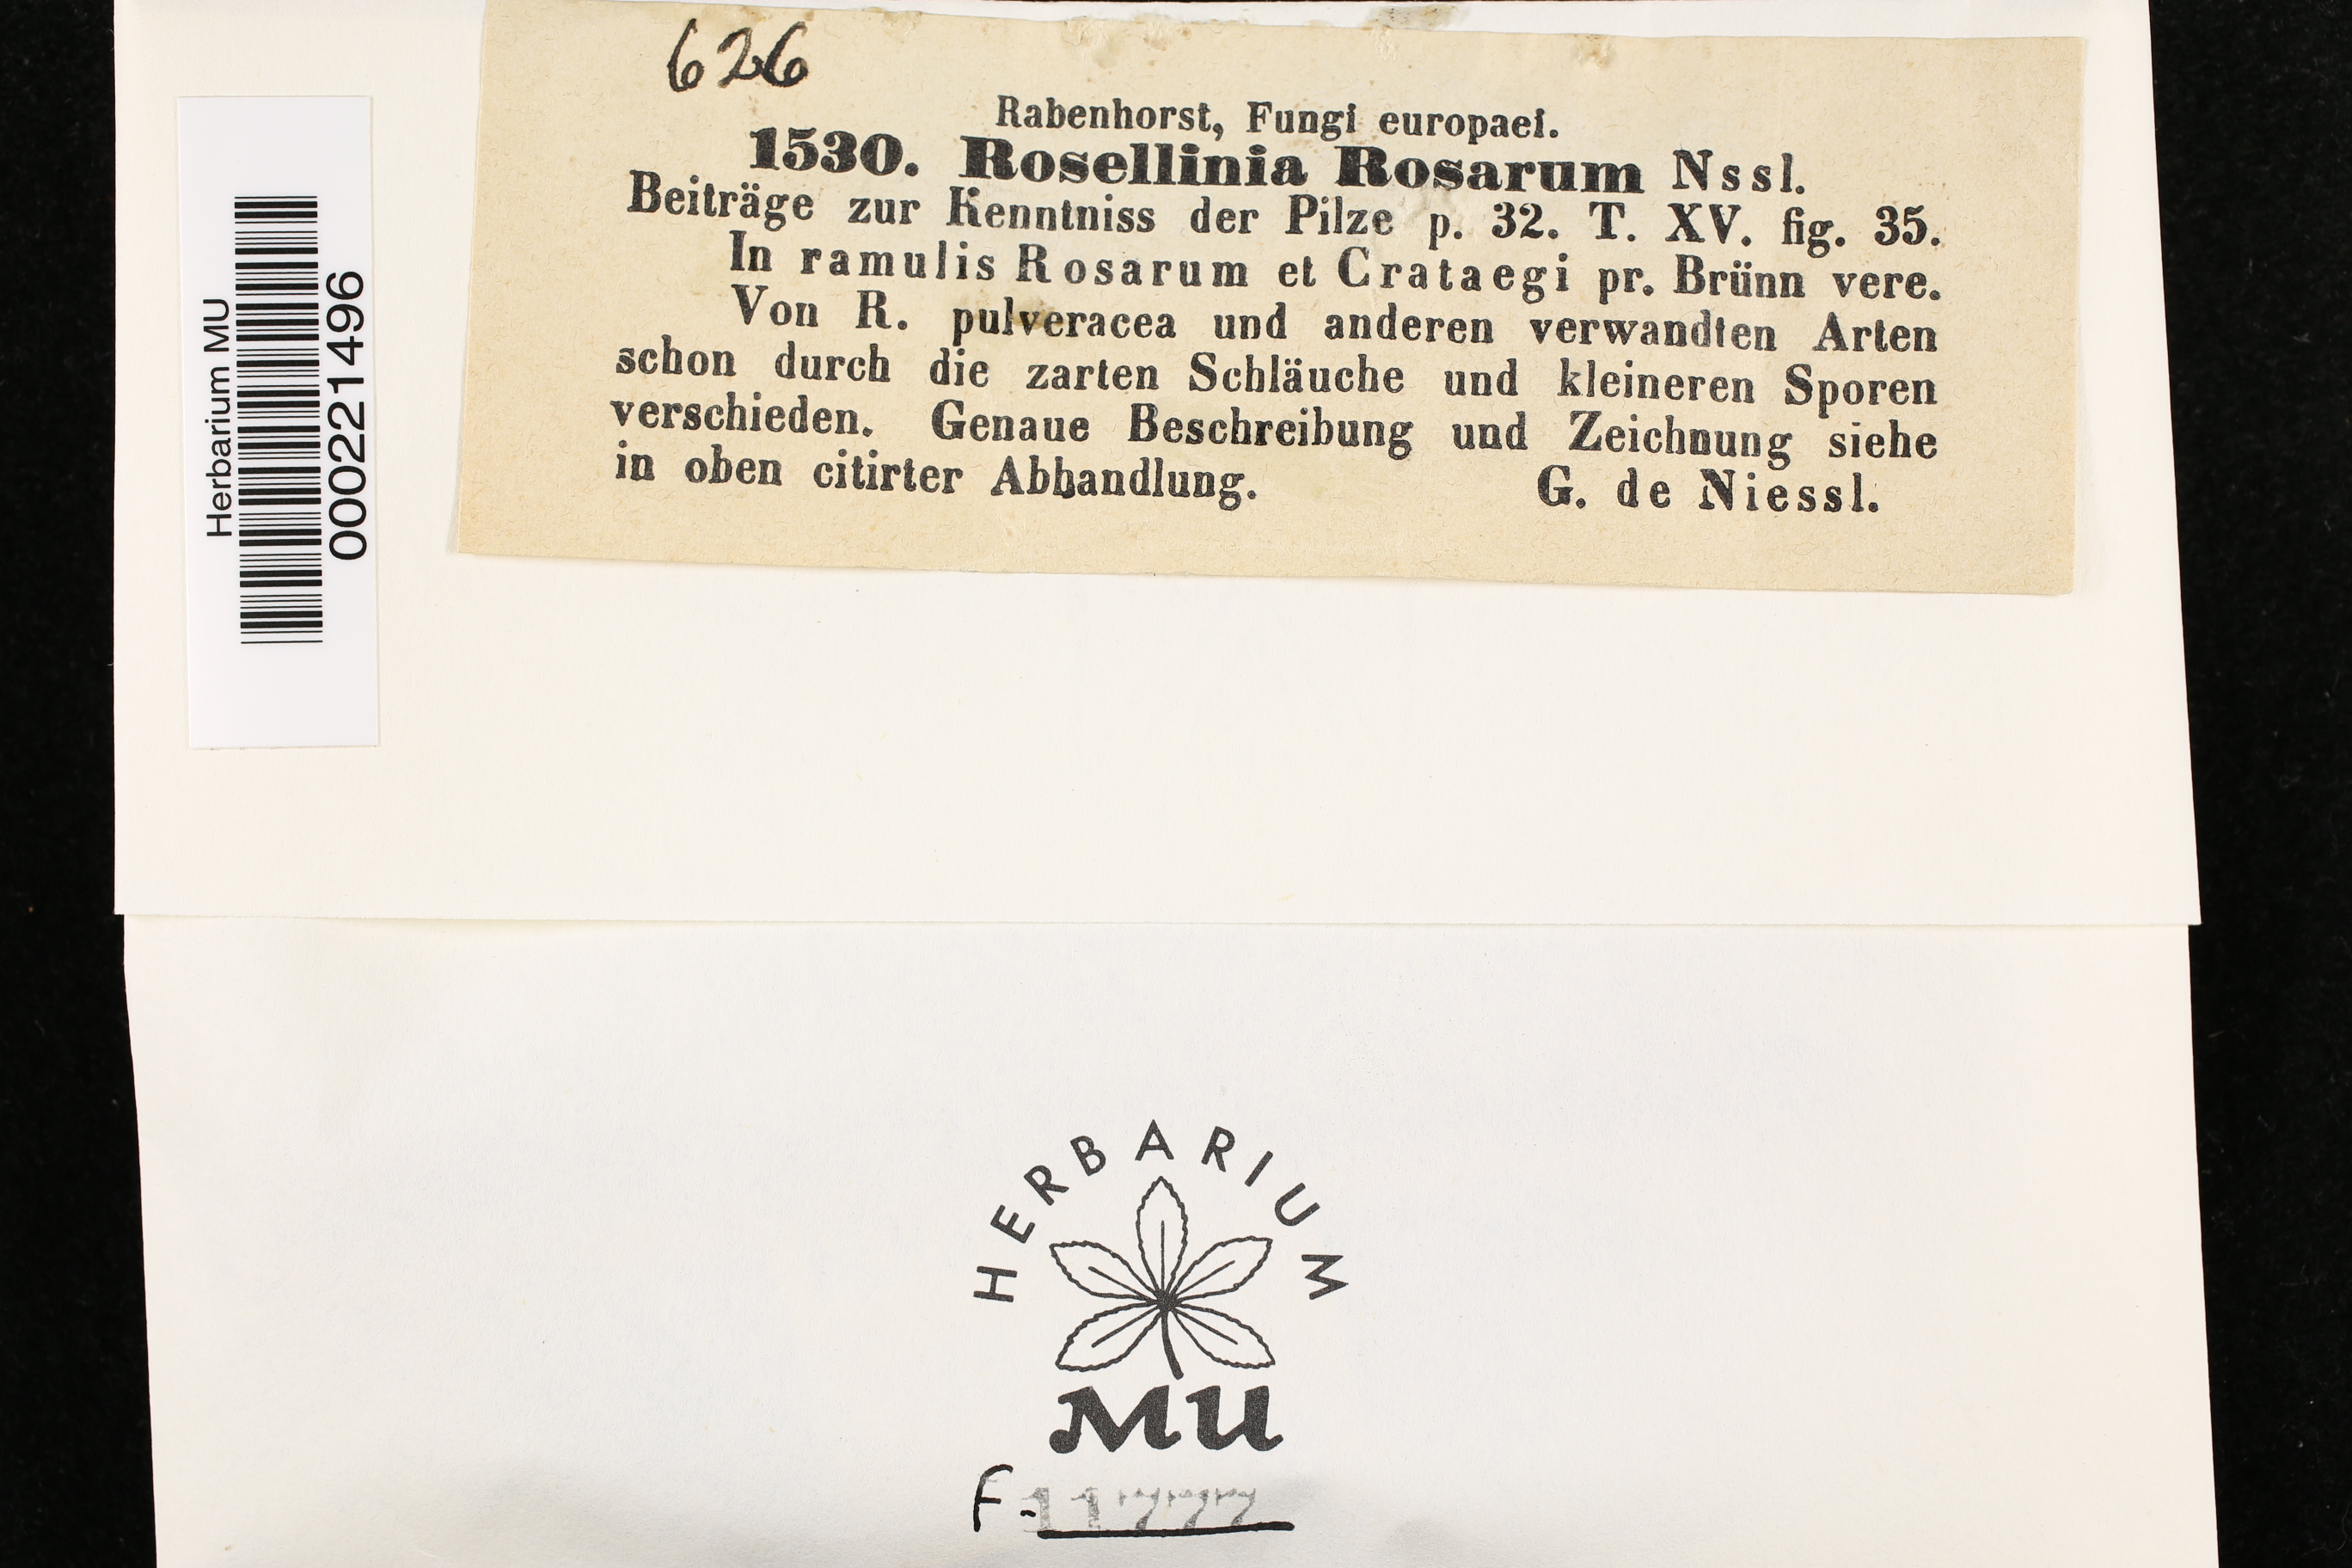 626
Rabenhorst, Fungi europaei.
1530. Rosellinia Rosarum Nssl.
Beiträge zur Kenntniss der Pilze p. 32. T. XV. fig. 35.
In ramulis Rosarum et Crataegi pr. Brünn vere.
Von R. pulveracea und anderen verwandten Arten
schon durch die zarten Schläuche und kleineren Sporen
verschieden. Genaue Beschreibung und Zeichnung siehe
in oben citirter Abhandlung. G. de Niessl.
Herbarium MU
000221496
HERBARIUM
MU
F-11777